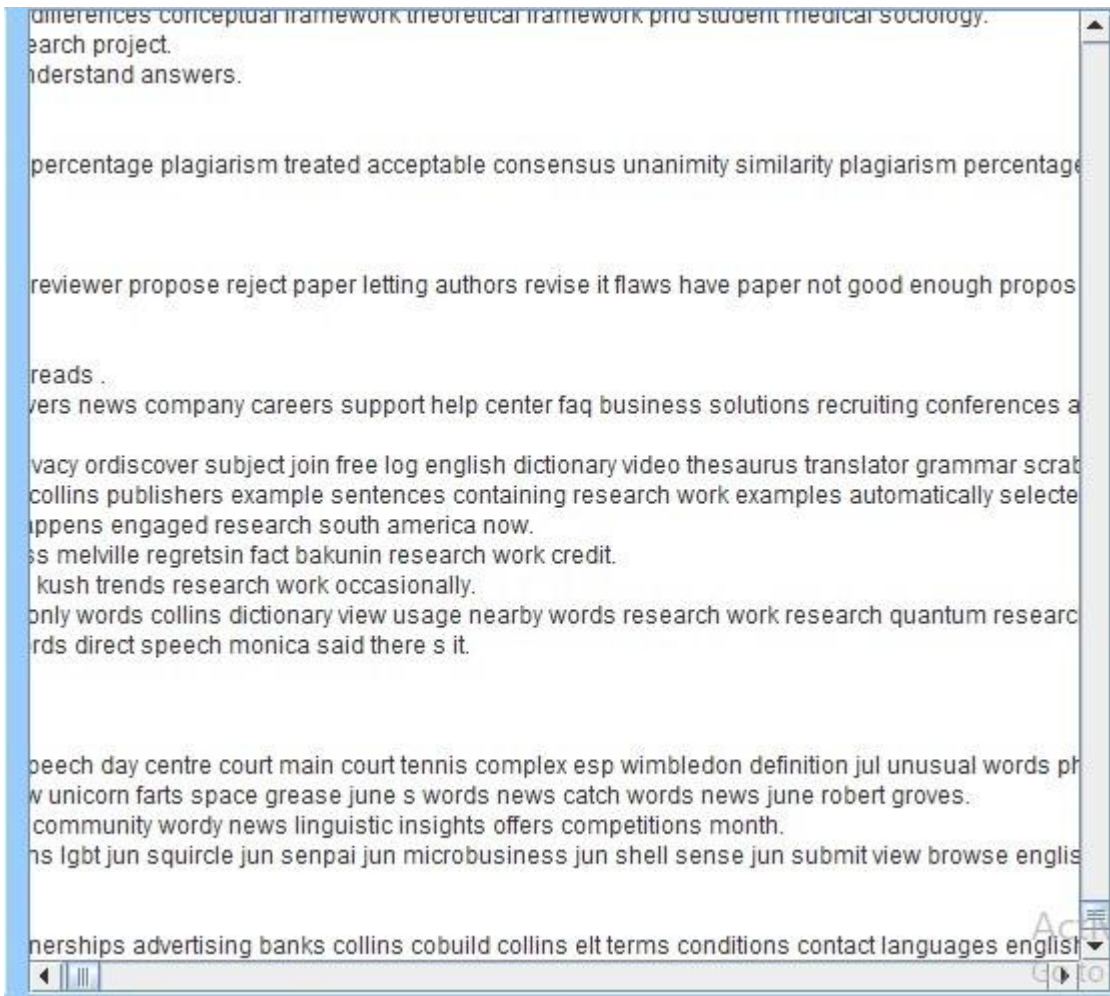 differences conceptual framework theoretical framework phd student medical sociology.
earch project.
nderstand answers.
percentage plagiarism treated acceptable consensus unanimity similarity plagiarism percentage
reviewer propose reject paper letting authors revise it flaws have paper not good enough propos
reads .
vers news company careers support help center faq business solutions recruiting conferences a
vacy ordiscover subject join free log english dictionary video thesaurus translator grammar scrab
collins publishers example sentences containing research work examples automatically selecte
ppens engaged research south america now.
ss melville regretsin fact bakunin research work credit.
kush trends research work occasionally.
only words collins dictionary view usage nearby words research work research quantum researc
rds direct speech monica said there s it.
peech day centre court main court tennis complex esp wimbledon definition jul unusual words ph
w unicorn farts space grease june s words news catch words news june robert groves.
community wordy news linguistic insights offers competitions month.
ns lgbt jun squircle jun senpai jun microbusiness jun shell sense jun submit view browse englis
nerships advertising banks collins cobuild collins elt terms conditions contact languages english
Go to